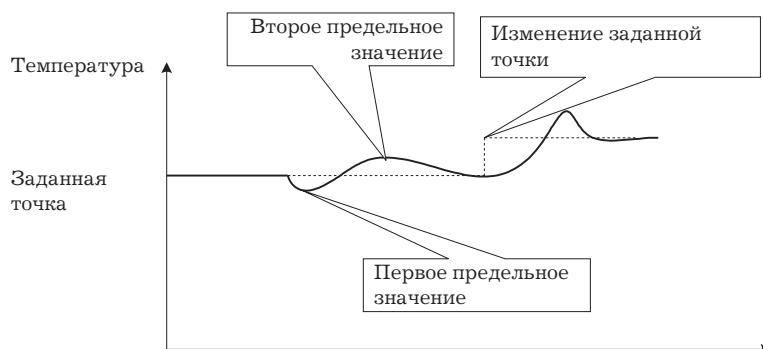 Второе предельное
значение
Изменение заданной
точки
Температура
Заданная
точка
Первое предельное
значение